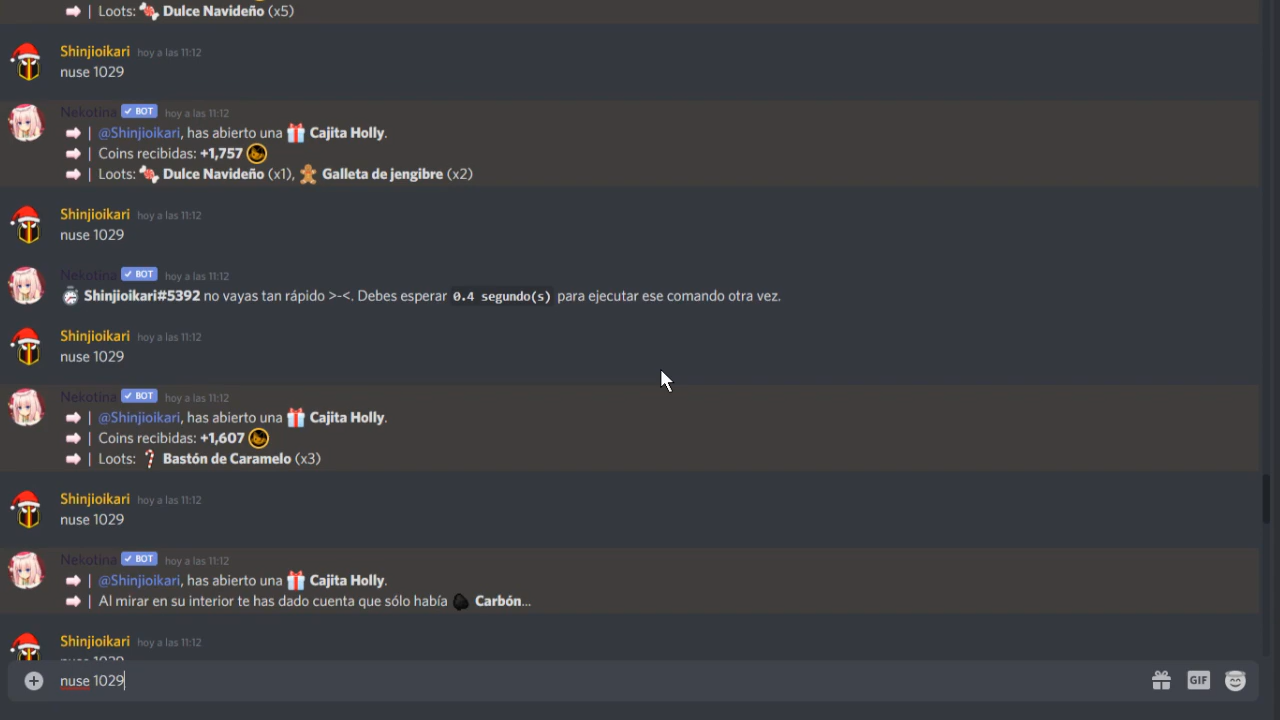 | Loots: Dulce Navideño (x5)
Shinjioikari hoy a las 11:12
nuse 1029
Nekotina ✓ BOT hoy a las 11:12
| @Shinjioikari, has abierto una Cajita Holly.
| Coins recibidas: +1,757
| Loots: Dulce Navideño (x1), Galleta de jengibre (x2)
Shinjioikari hoy a las 11:12
nuse 1029
Nekotina ✓ BOT hoy a las 11:12
Shinjioikari#5392 no vayas tan rápido >-<. Debes esperar 0.4 segundo(s) para ejecutar ese comando otra vez.
Shinjioikari hoy a las 11:12
nuse 1029
Nekotina ✓ BOT hoy a las 11:12
| @Shinjioikari, has abierto una Cajita Holly.
| Coins recibidas: +1,607
| Loots: Bastón de Caramelo (x3)
Shinjioikari hoy a las 11:12
nuse 1029
Nekotina ✓ BOT hoy a las 11:12
| @Shinjioikari, has abierto una Cajita Holly.
| Al mirar en su interior te has dado cuenta que sólo había Carbón...
Shinjioikari hoy a las 11:12
nuse 1029
nuse 1029
GIF